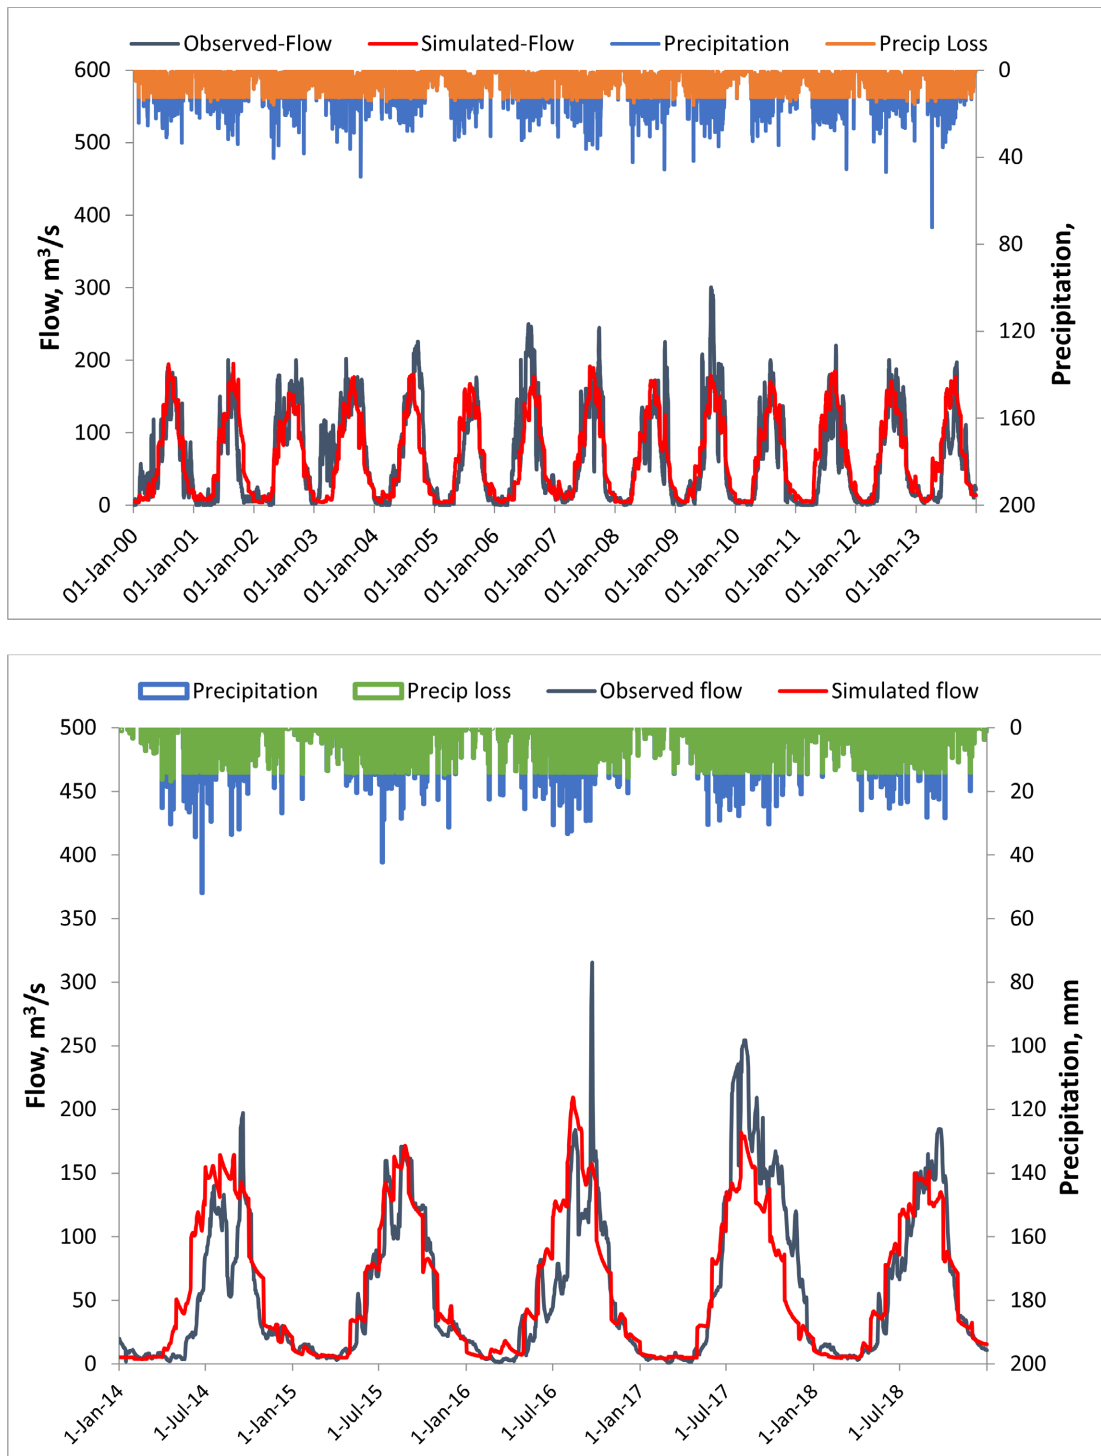 Observed-Flow Simulated-Flow Precipitation Precip Loss
600 0
500 40
400 80
300 120
200 160
100 200
0
Flow, m³/s
Precipitation,
01-Jan-00 01-Jan-01 01-Jan-02 01-Jan-03 01-Jan-04 01-Jan-05 01-Jan-06 01-Jan-07 01-Jan-08 01-Jan-09 01-Jan-10 01-Jan-11 01-Jan-12 01-Jan-13
Precipitation Precip loss Observed flow Simulated flow
500 0
450 20
400 40
350 60
300 80
250 100
200 120
150 140
100 160
50 180
0 200
Flow, m³/s
Precipitation, mm
1-Jan-14 1-Jul-14 1-Jan-15 1-Jul-15 1-Jan-16 1-Jul-16 1-Jan-17 1-Jul-17 1-Jan-18 1-Jul-18